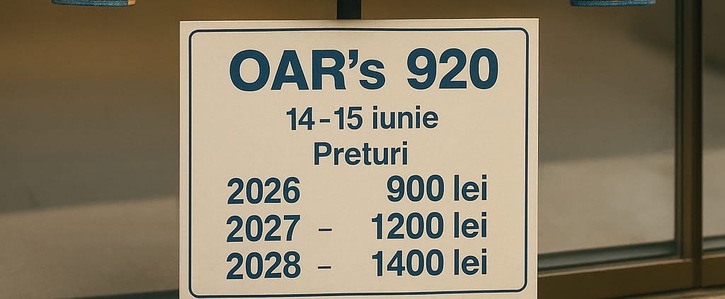 OAR's 920
14-15 iunie
Preturi
2026 900 lei
2027 - 1200 lei
2028 - 1400 lei